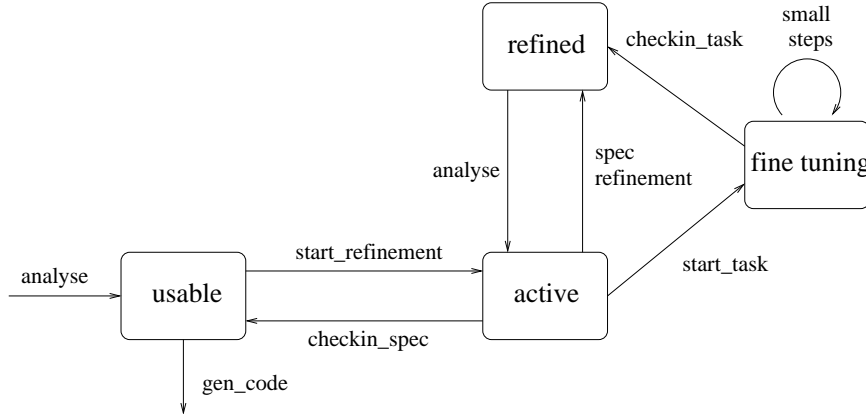 small
steps
refined
checkin_task
fine tuning
analyse
spec
refinement
start_refinement
start_task
analyse
usable
active
checkin_spec
gen_code